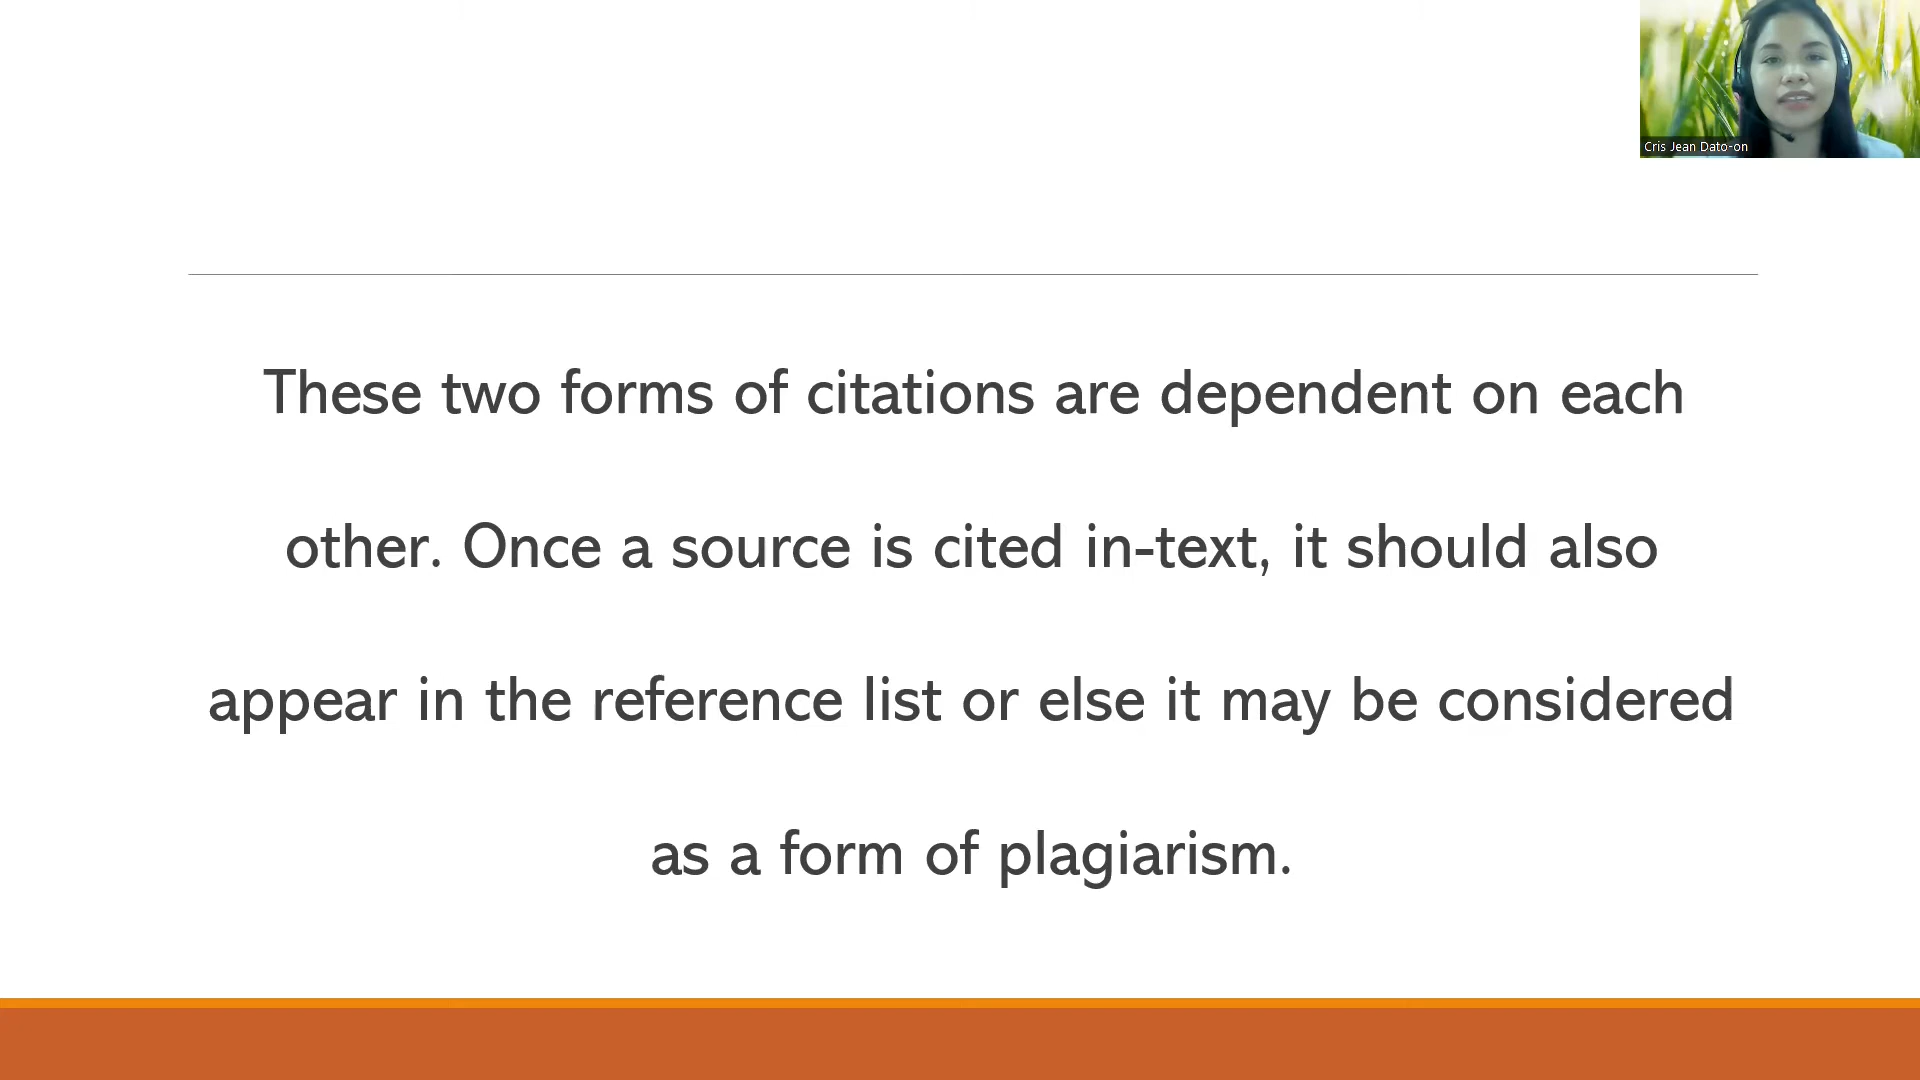 Cris Jean Dato-on
These two forms of citations are dependent on each
other. Once a source is cited in-text, it should also
appear in the reference list or else it may be considered
as a form of plagiarism.